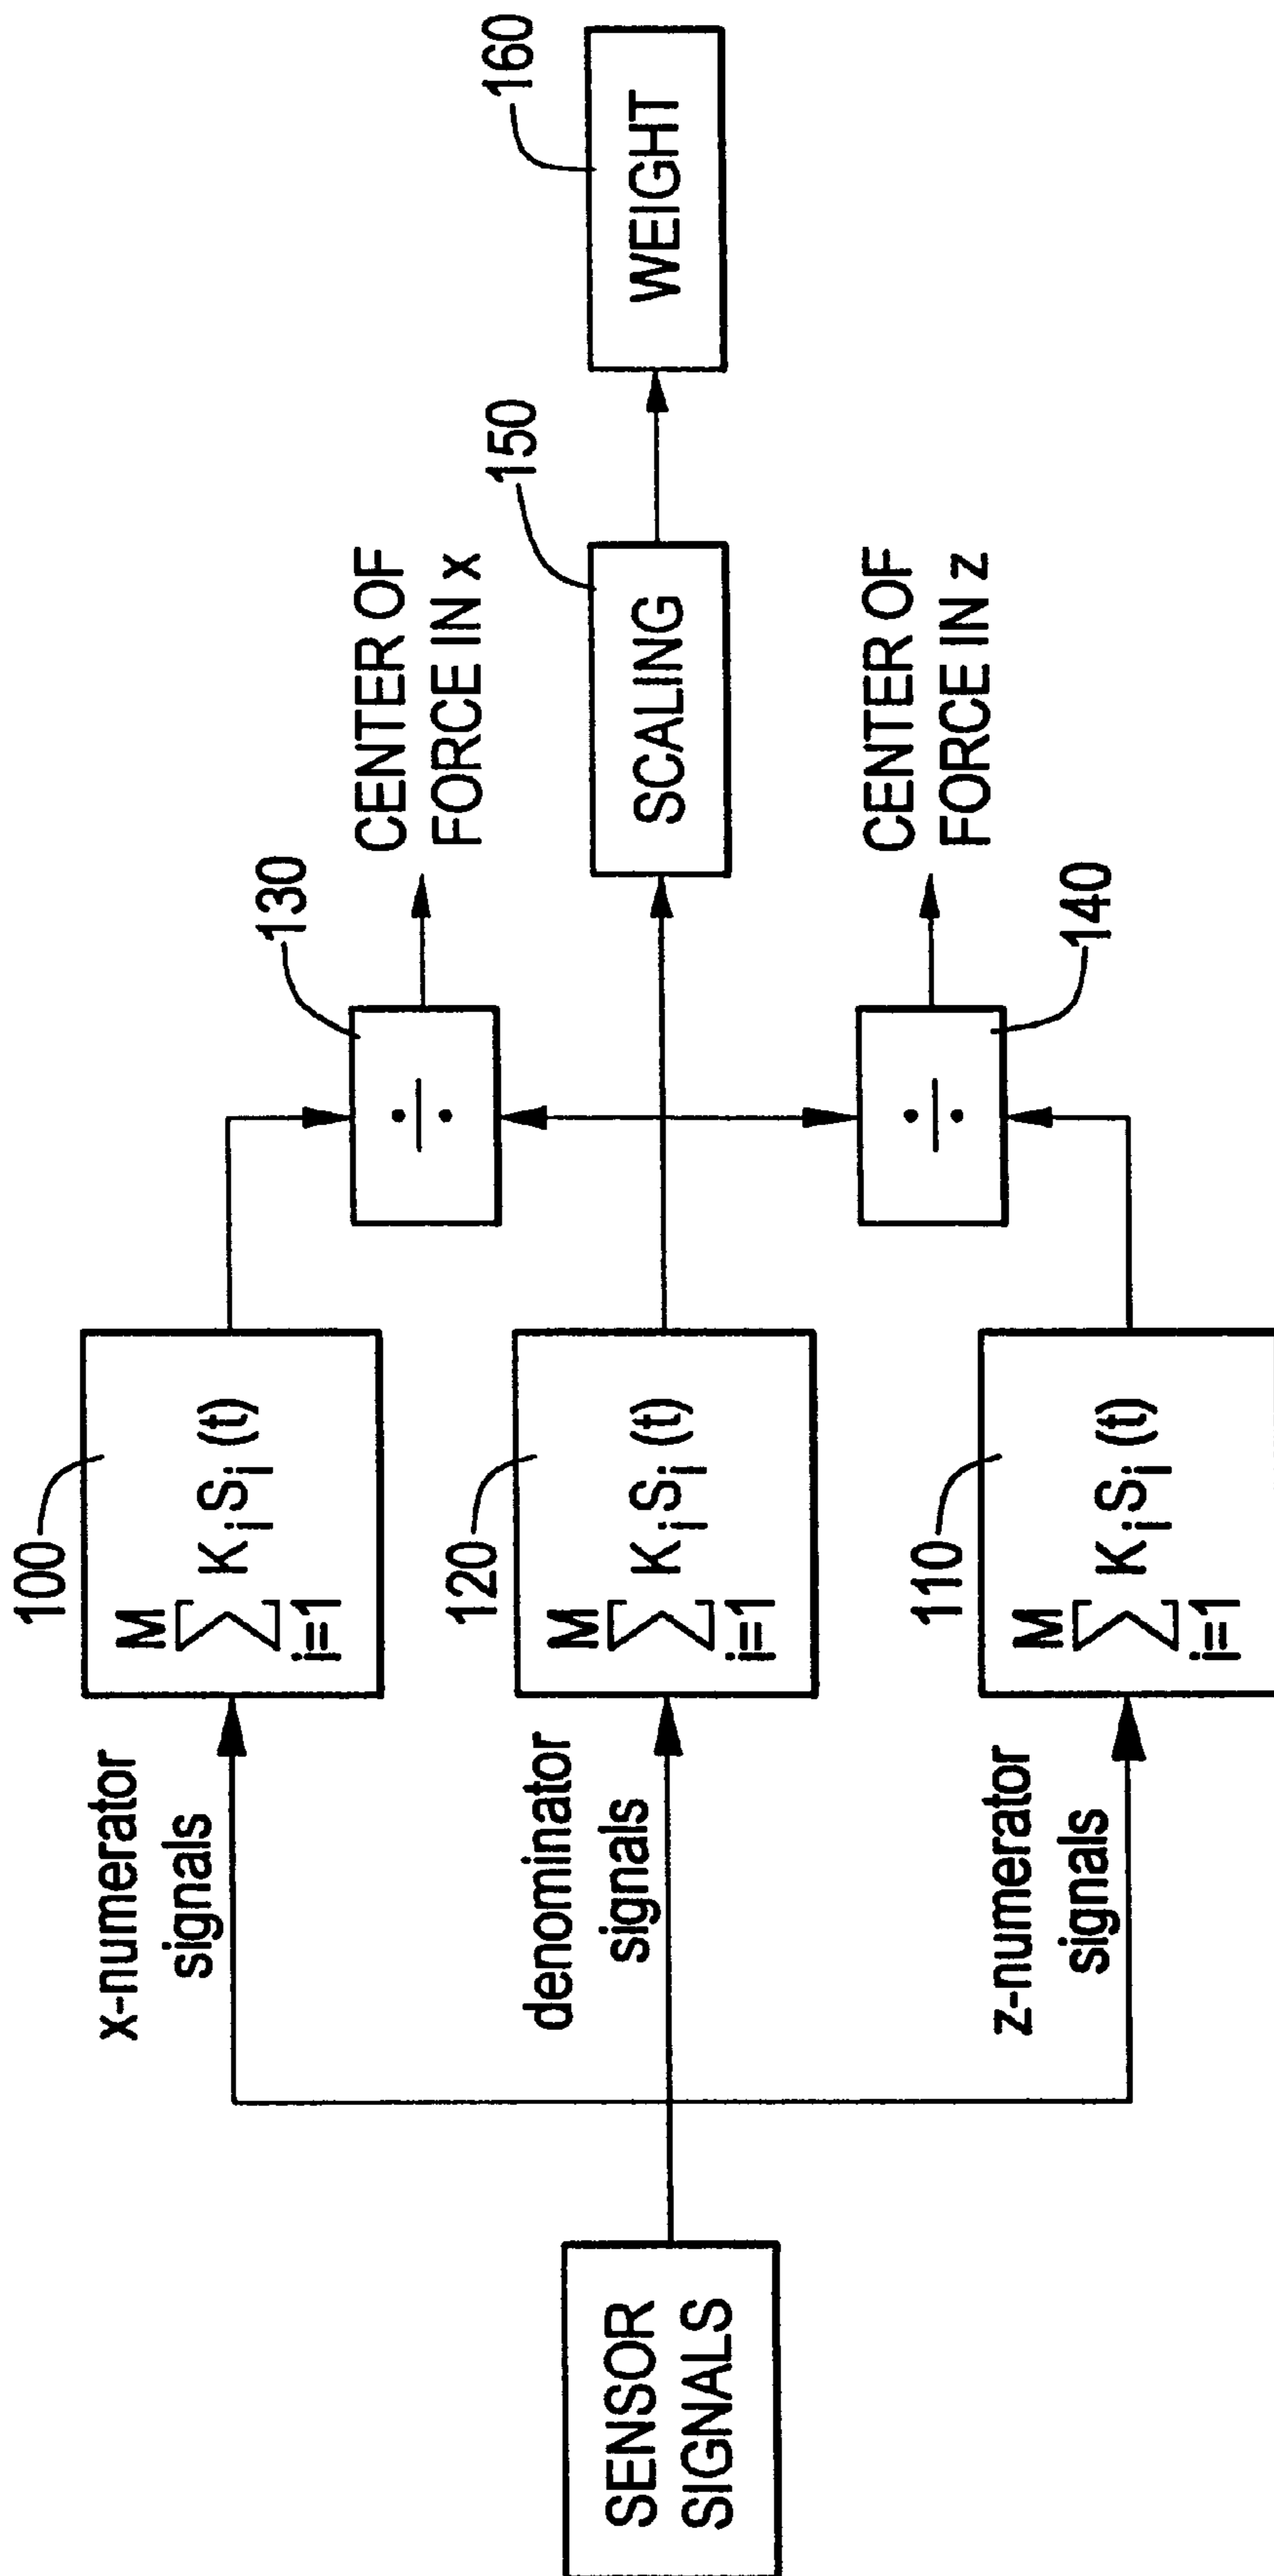 SENSOR
SIGNALS
x-numerator
signals
denominator
signals
z-numerator
signals
100
M
∑ KᵢSᵢ (t)
i=1
120
M
∑ KᵢSᵢ (t)
i=1
110
M
∑ KᵢSᵢ (t)
i=1
130
÷
140
÷
CENTER OF
FORCE IN x
CENTER OF
FORCE IN z
150
SCALING
160
WEIGHT